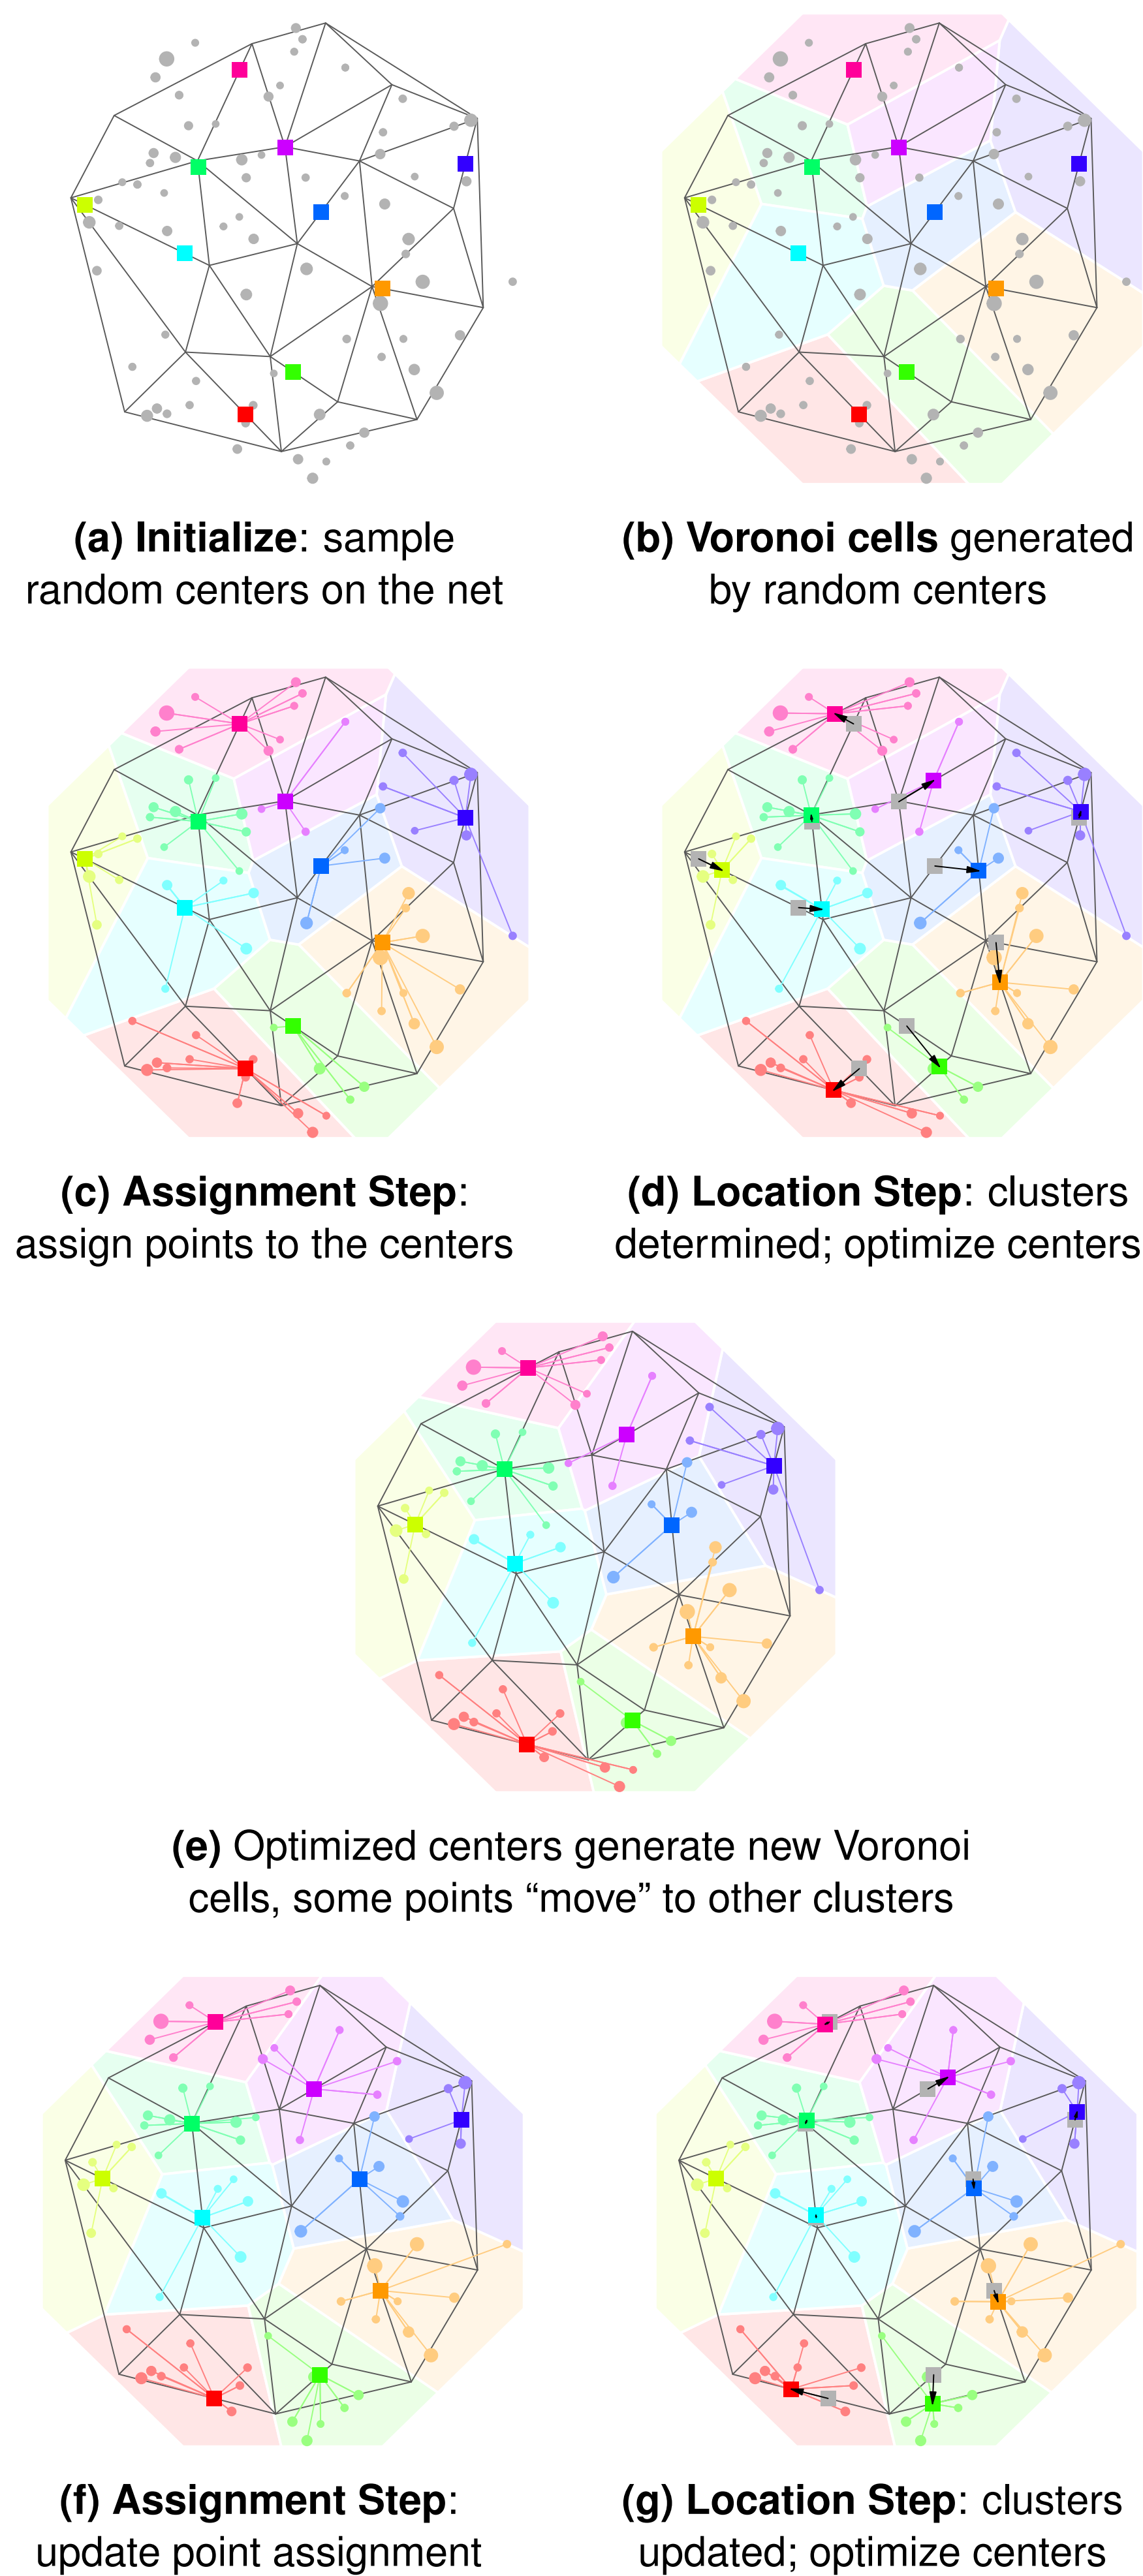 (a) Initialize: sample
random centers on the net
(b) Voronoi cells generated
by random centers
(c) Assignment Step:
assign points to the centers
(d) Location Step: clusters
determined; optimize centers
(e) Optimized centers generate new Voronoi
cells, some points “move” to other clusters
(f) Assignment Step:
update point assignment
(g) Location Step: clusters
updated; optimize centers